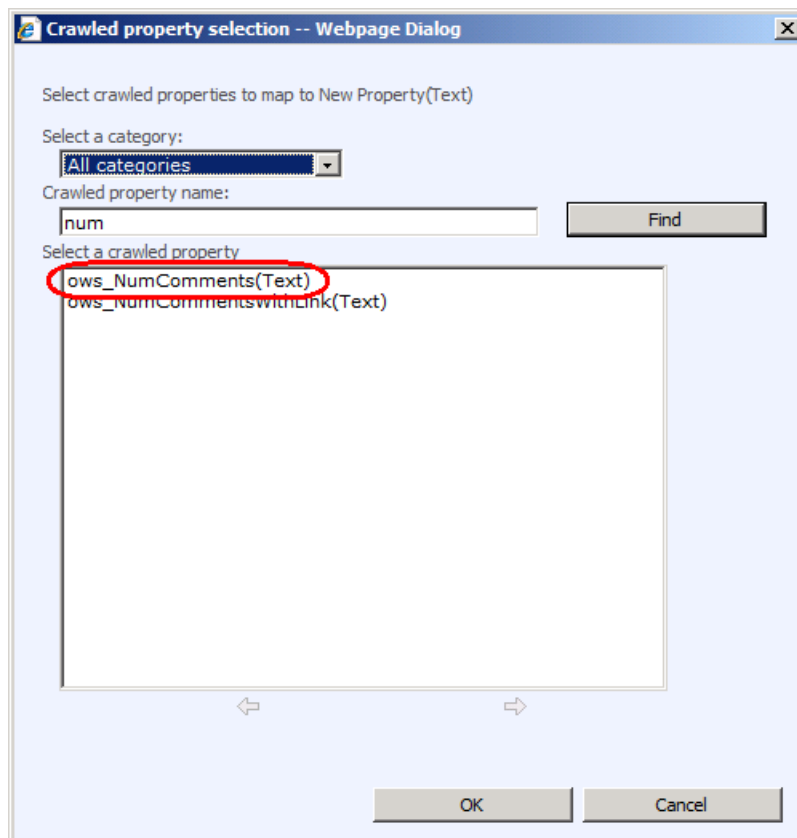 Crawled property selection -- Webpage Dialog
Select crawled properties to map to New Property(Text)
Select a category:
All categories
Crawled property name:
num
Find
Select a crawled property
ows_NumComments(Text)
ows_NumCommentsWithLink(Text)
OK
Cancel